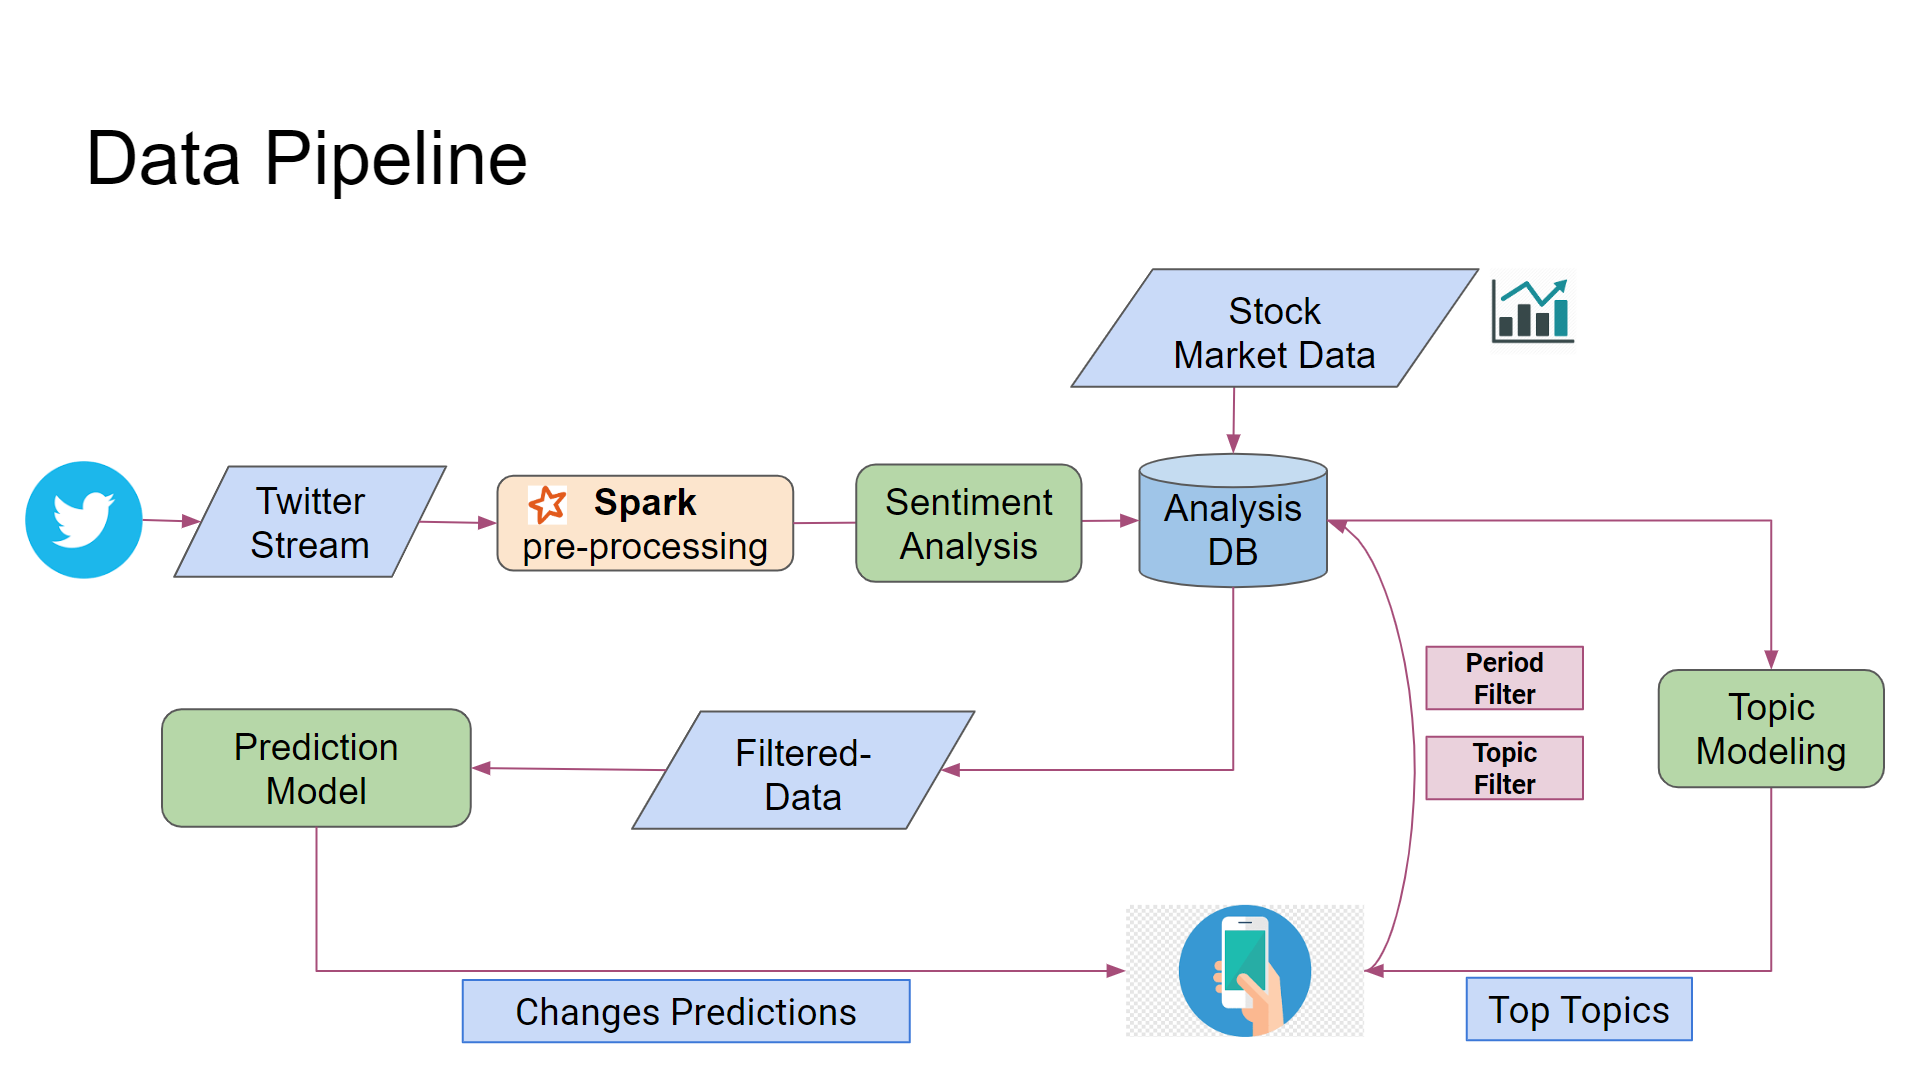 Data Pipeline
Stock
Market Data
Twitter
Stream
Spark
pre-processing
Sentiment
Analysis
Analysis
DB
Period
Filter
Topic
Filter
Topic
Modeling
Prediction
Model
Filtered-
Data
Changes Predictions
Top Topics